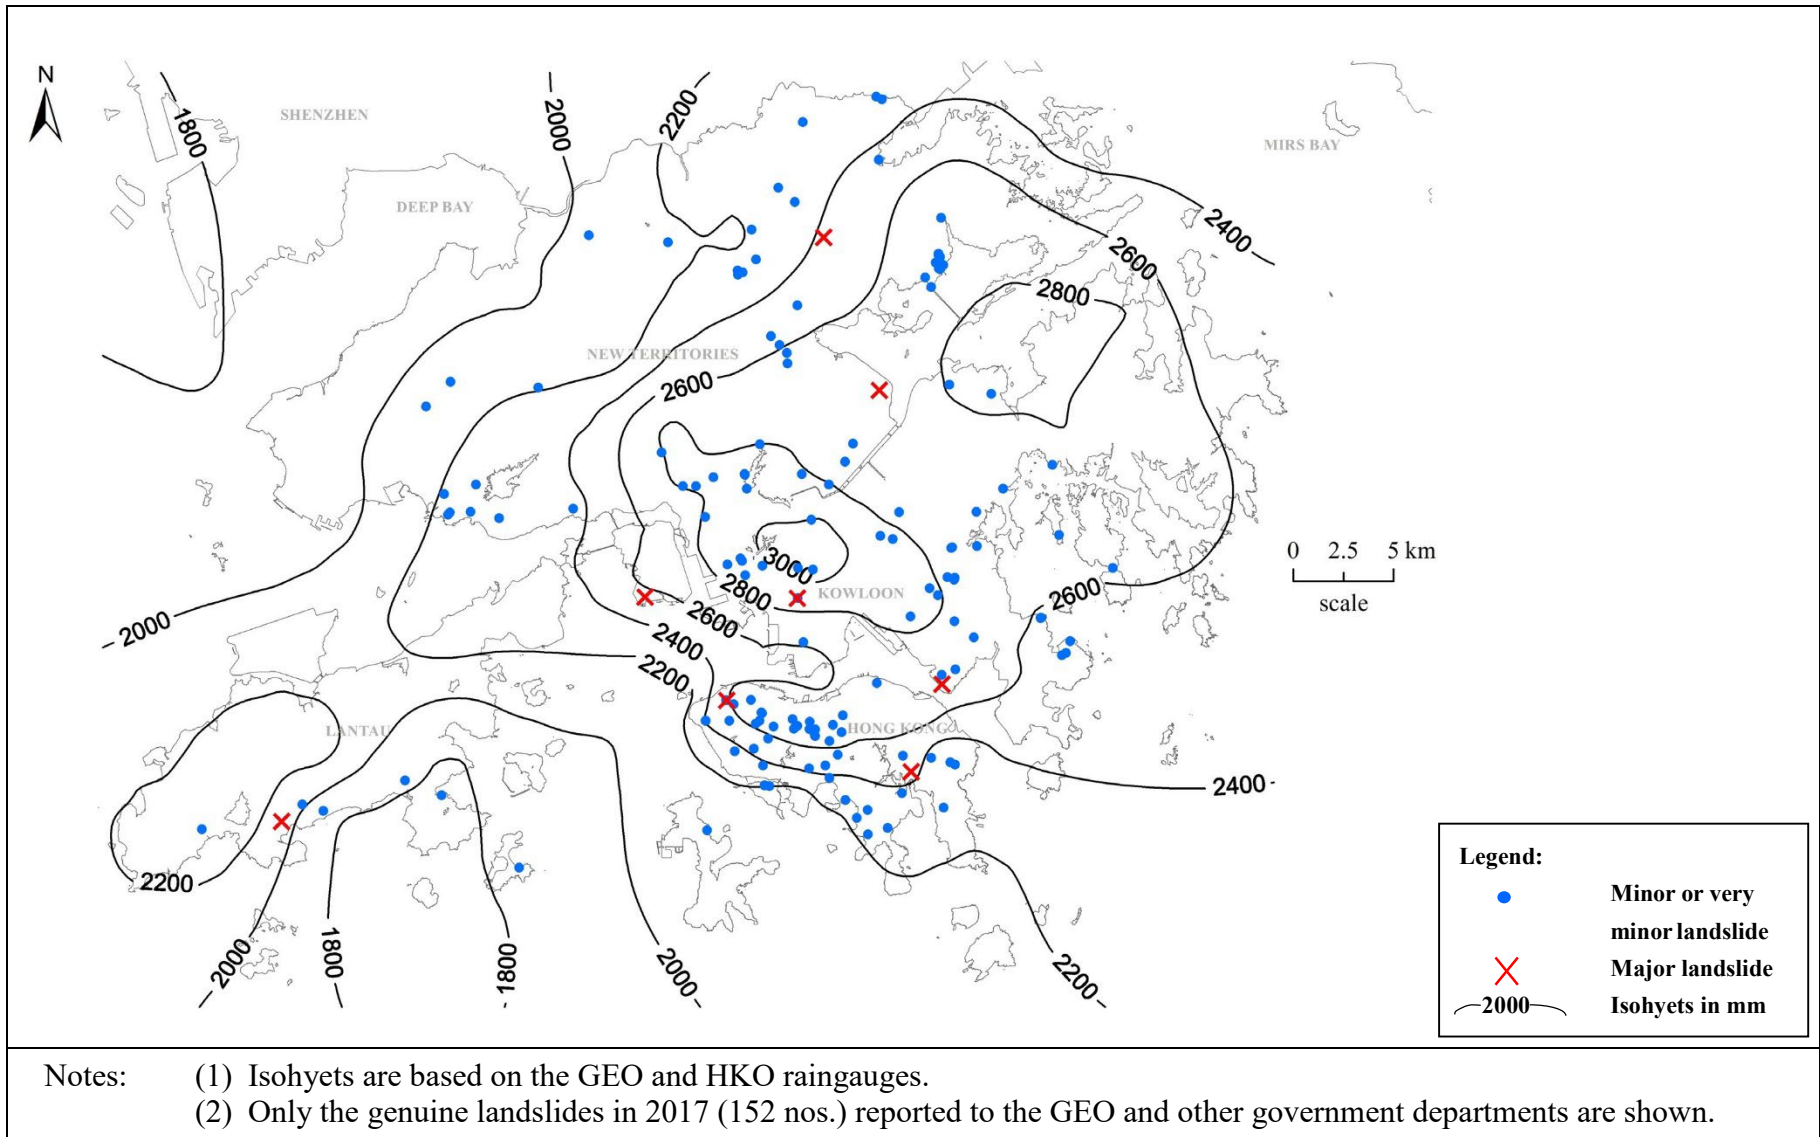 N
SHENZHEN
1800
2000
2200
MIRS BAY
DEEP BAY
2400
2600
2800
NEW TERRITORIES
2600
0 2.5 5 km
scale
3000
2800
KOWLOON
2600
2600
2000
2400
2200
LANTAU
HONG KONG
2400
2200
2000
1800
1800
2000
2200
Legend:
Minor or very
minor landslide
Major landslide
2000 Isohyets in mm
Notes: (1) Isohyets are based on the GEO and HKO raingauges.
(2) Only the genuine landslides in 2017 (152 nos.) reported to the GEO and other government departments are shown.